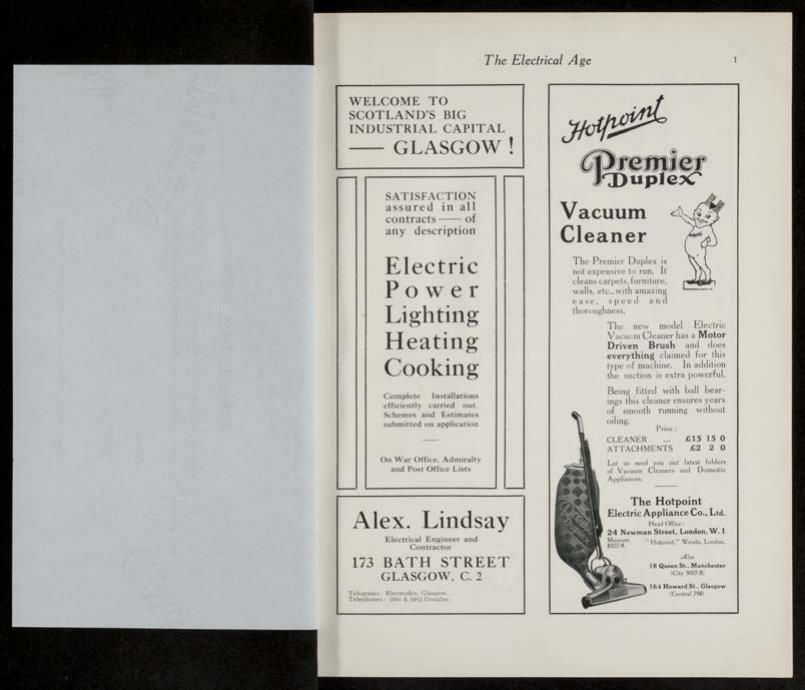 The Electrical Age
1
WELCOME TO
SCOTLAND'S BIG
INDUSTRIAL CAPITAL
— GLASGOW !
SATISFACTION
assured in all
contracts — of
any description
Electric
Power
Lighting
Heating
Cooking
Complete Installations
efficiently carried out.
Schemes and Estimates
submitted on application
On War Office, Admiralty
and Post Office Lists
Alex. Lindsay
Electrical Engineer and
Contractor
173 BATH STREET
GLASGOW, C. 2
Telegrams: Electrodes, Glasgow.
Telephones: 3081 & 3082 Douglas.
Hotpoint
Premier
Duplex
Vacuum
Cleaner
The Premier Duplex is
not expensive to run. It
cleans carpets, furniture,
walls, etc., with amazing
ease, speed and
thoroughness.
The new model Electric
Vacuum Cleaner has a Motor
Driven Brush and does
everything claimed for this
type of machine. In addition
the suction is extra powerful.
Being fitted with ball bear-
ings this cleaner ensures years
of smooth running without
oiling.
Price :
CLEANER ... £15 15 0
ATTACHMENTS £2 2 0
Let us send you our latest folders
of Vacuum Cleaners and Domestic
Appliances.
The Hotpoint
Electric Appliance Co., Ltd.
Head Office :
24 Newman Street, London, W. 1
Museum
8327-8.
"Hotpoint," Wesdo, London.
Also
18 Queen St., Manchester
(City 3007-8)
164 Howard St., Glasgow
(Central 798)